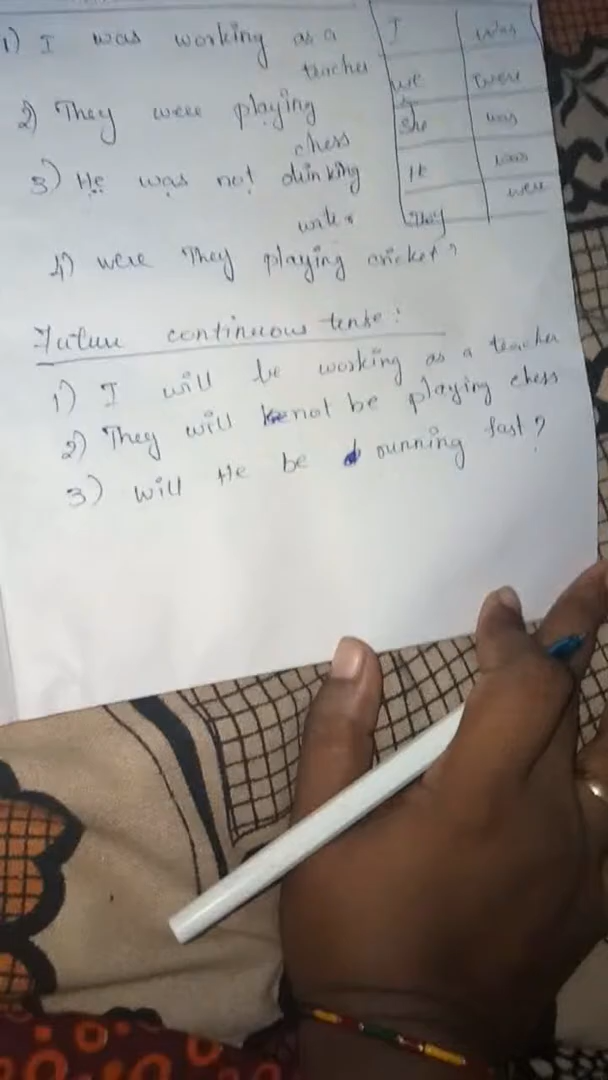 1) I was working as a
teacher
2) They were playing
chess
3) He was not drinking
4) were They playing cricket?
I was
we were
she was
It was
They were
Future continuous tense:
1) I will be working as a teacher
2) They will not be playing chess
3) will He be running fast?